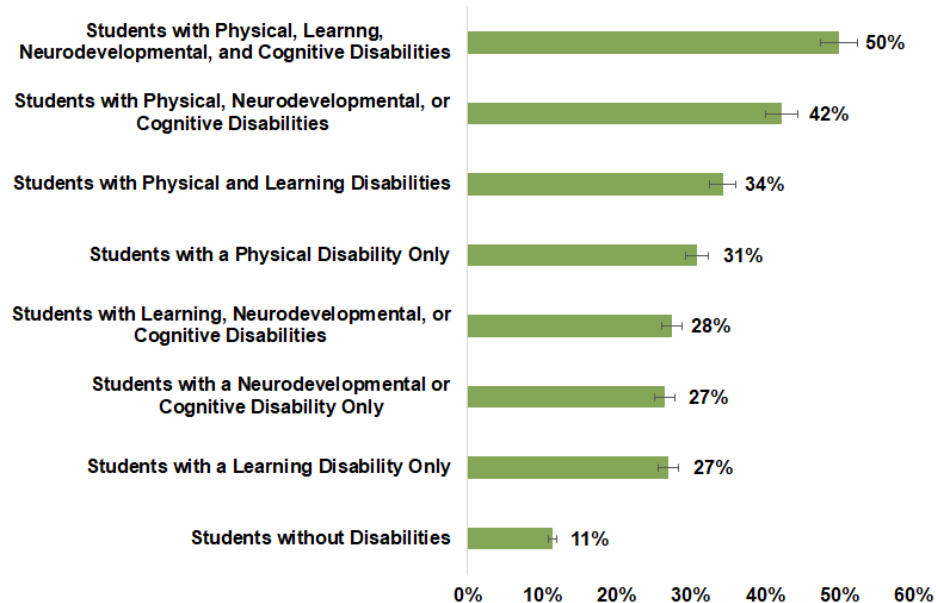 Students with Physical, Learnng,
Neurodevelopmental, and Cognitive Disabilities
50%
Students with Physical, Neurodevelopmental, or
Cognitive Disabilities
42%
Students with Physical and Learning Disabilities
34%
Students with a Physical Disability Only
31%
Students with Learning, Neurodevelopmental, or
Cognitive Disabilities
28%
Students with a Neurodevelopmental or
Cognitive Disability Only
27%
Students with a Learning Disability Only
27%
Students without Disabilities
11%
0% 10% 20% 30% 40% 50% 60%